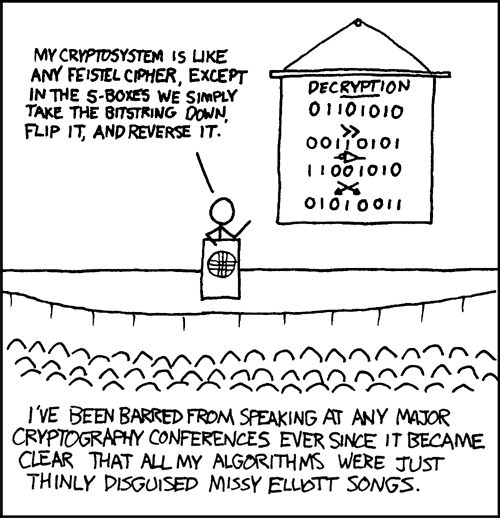 MY CRYPTOSYSTEM IS LIKE
ANY FEISTEL CIPHER, EXCEPT
IN THE S-BOXES WE SIMPLY
TAKE THE BITSTRING DOWN,
FLIP IT, AND REVERSE IT.
DECRYPTION
01101010
00110101
11001010
01010011
I'VE BEEN BARRED FROM SPEAKING AT ANY MAJOR
CRYPTOGRAPHY CONFERENCES EVER SINCE IT BECAME
CLEAR THAT ALL MY ALGORITHMS WERE JUST
THINLY DISGUISED MISSY ELLIOTT SONGS.